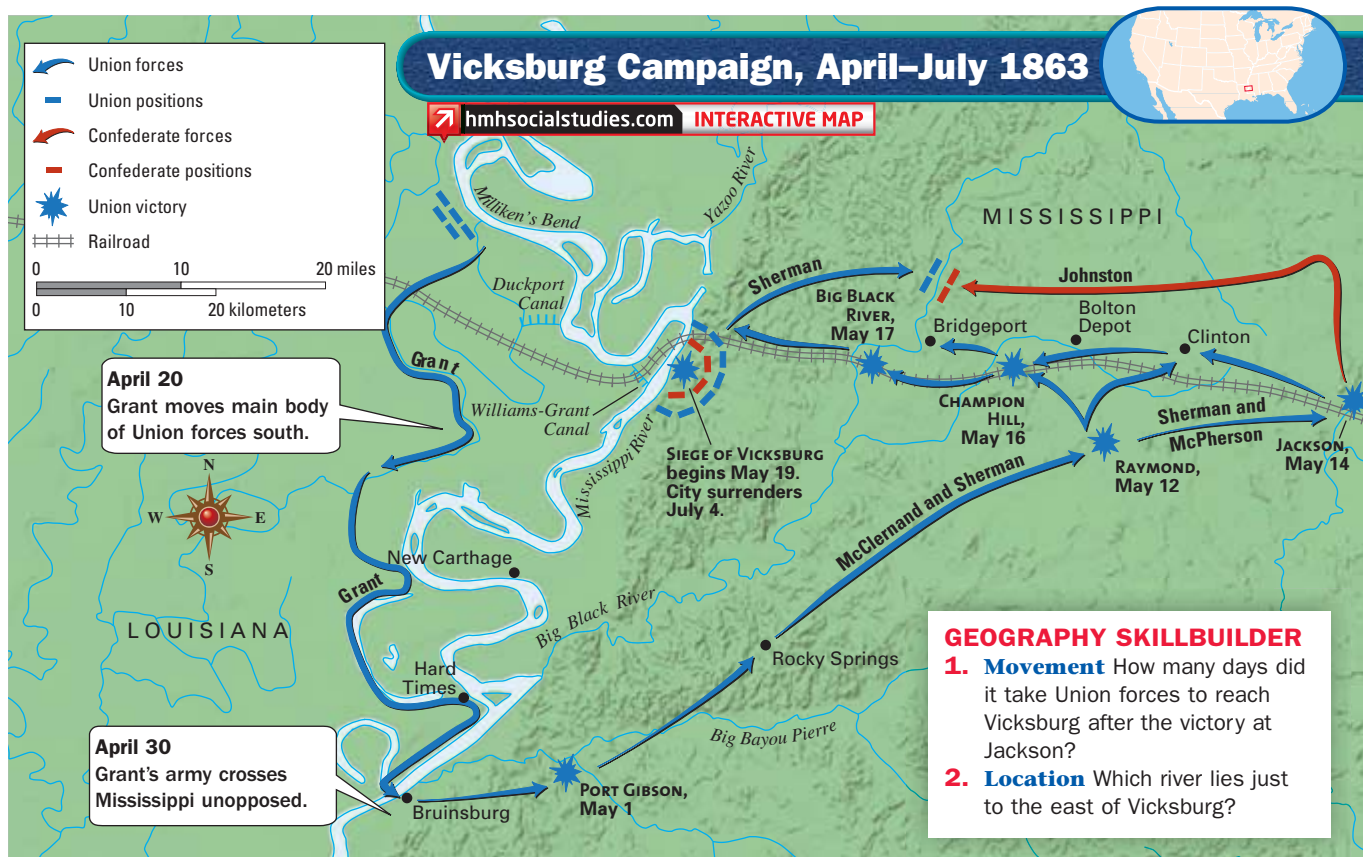 Vicksburg Campaign, April–July 1863
hmhsocialstudies.com INTERACTIVE MAP
Union forces
Union positions
Confederate forces
Confederate positions
Union victory
Railroad
0 10 20 miles
0 10 20 kilometers
Milliken's Bend
Yazoo River
MISSISSIPPI
Duckport
Canal
Sherman
Johnston
BIG BLACK
RIVER,
May 17
Bridgeport
Bolton
Depot
Clinton
Grant
April 20
Grant moves main body
of Union forces south.
Williams-Grant
Canal
Mississippi River
SIEGE OF VICKSBURG
begins May 19.
City surrenders
July 4.
CHAMPION
HILL,
May 16
Sherman and
McPherson
JACKSON,
May 14
RAYMOND,
May 12
McClernand and Sherman
N
W E
S
New Carthage
Grant
Big Black River
LOUISIANA
Hard
Times
Rocky Springs
Big Bayou Pierre
April 30
Grant's army crosses
Mississippi unopposed.
Bruinsburg
PORT GIBSON,
May 1
GEOGRAPHY SKILLBUILDER
1. Movement How many days did
it take Union forces to reach
Vicksburg after the victory at
Jackson?
2. Location Which river lies just
to the east of Vicksburg?